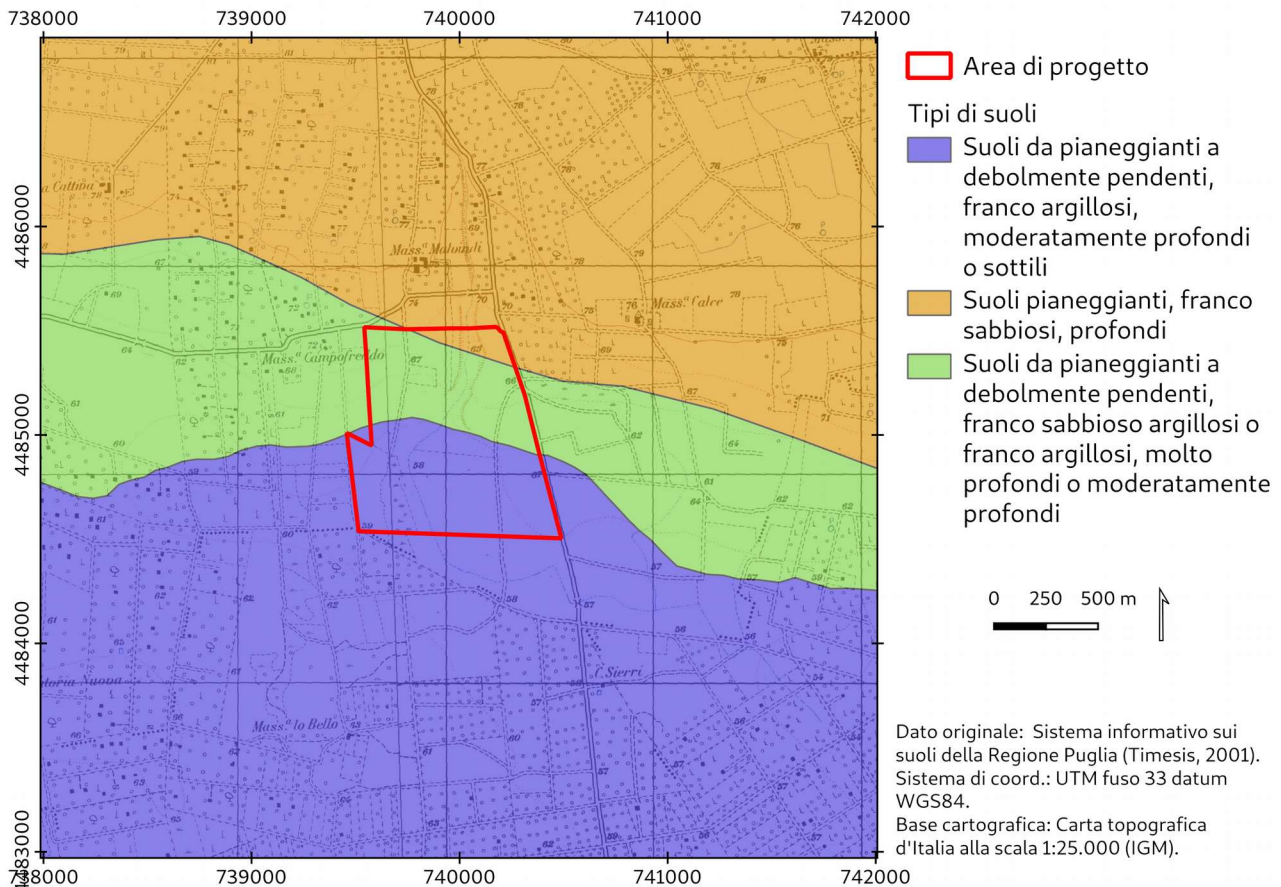 738000 739000 740000 741000 742000
4486000
4485000
4484000
4483000
Mass.ª Maluudi
Mass.ª Calce
Mass.ª Campofreddo
C. Sierri
Mass.ª lo Bello
738000 739000 740000 741000 742000
Area di progetto
Tipi di suoli
Suoli da pianeggianti a
debolmente pendenti,
franco argillosi,
moderatamente profondi
o sottili
Suoli pianeggianti, franco
sabbiosi, profondi
Suoli da pianeggianti a
debolmente pendenti,
franco sabbioso argillosi o
franco argillosi, molto
profondi o moderatamente
profondi
0 250 500 m
Dato originale: Sistema informativo sui
suoli della Regione Puglia (Timesis, 2001).
Sistema di coord.: UTM fuso 33 datum
WGS84.
Base cartografica: Carta topografica
d'Italia alla scala 1:25.000 (IGM).